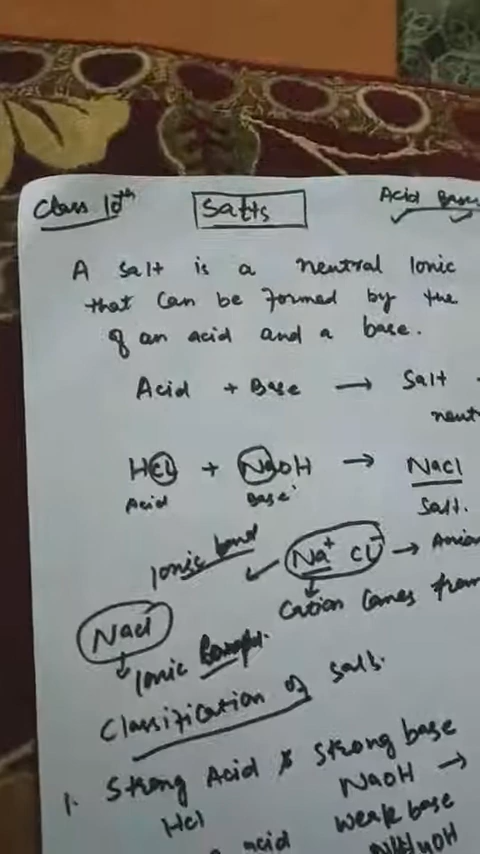 Class 10th Salts Acid Base
A salt is a neutral Ionic
that can be formed by the
of an acid and a base.
Acid + Base → Salt
neut
HCl + NaOH → NaCl
Acid Base Salt.
Ionic bond Na⁺ Cl⁻ → Anion
Cation comes from
NaCl
Ionic
Classification of salts.
1. Strong Acid & Strong base
HCl NaOH →
acid weak base